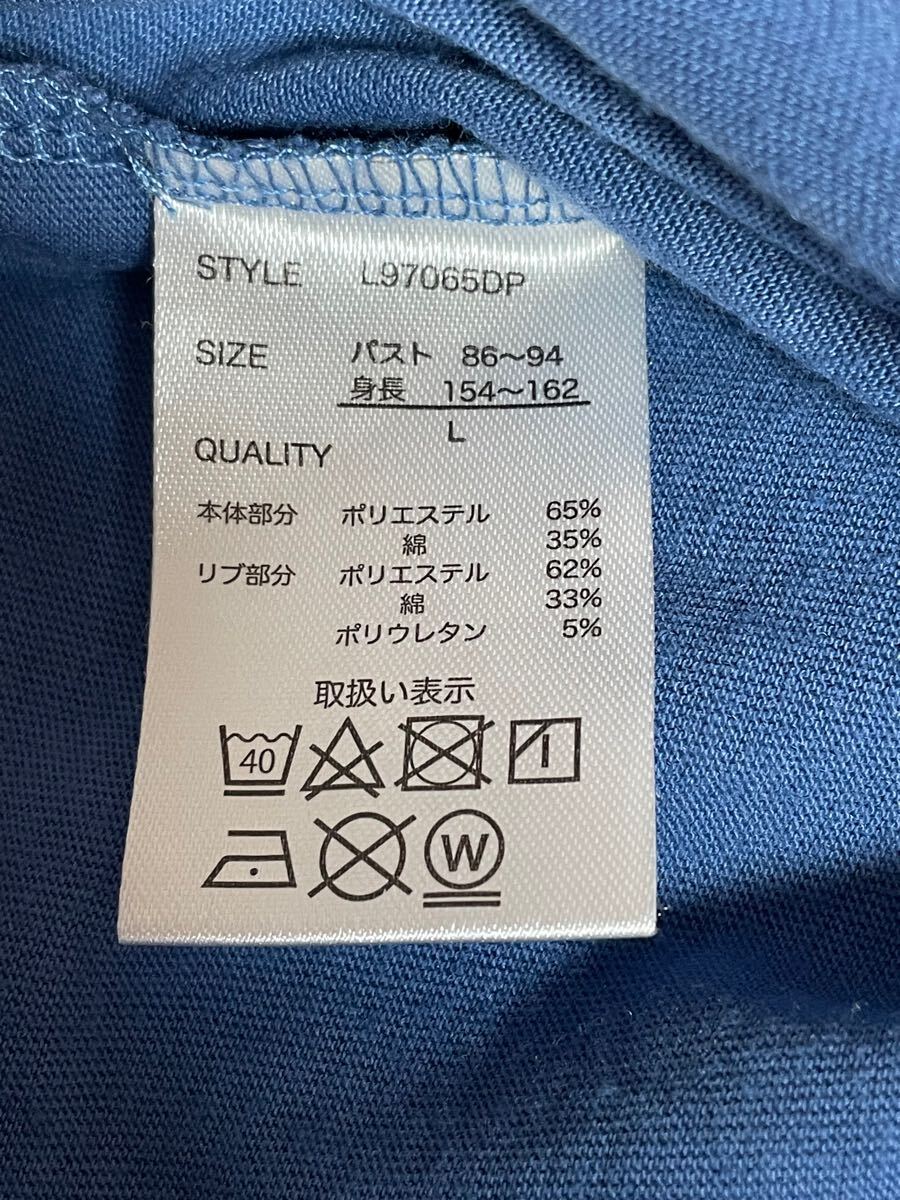 STYLE L97065DP
SIZE バスト 86〜94
身長 154〜162
L
QUALITY
本体部分 ポリエステル 65%
綿 35%
リブ部分 ポリエステル 62%
綿 33%
ポリウレタン 5%
取扱い表示
40
W